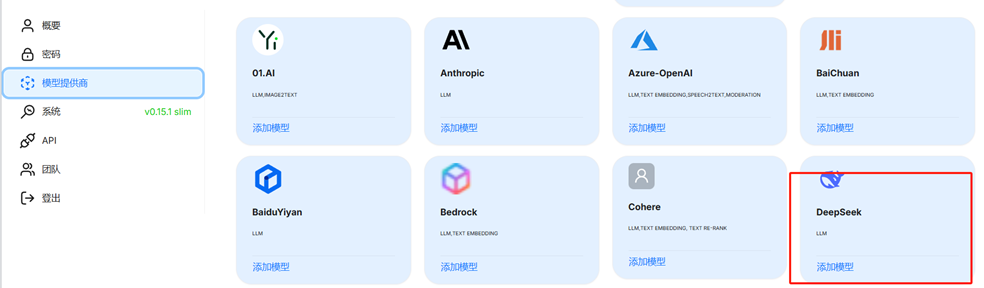 概要
密码
模型提供商
系统 v0.15.1 slim
API
团队
登出
01.AI
LLM,IMAGE2TEXT
添加模型
Anthropic
LLM
添加模型
Azure-OpenAI
LLM,TEXT EMBEDDING,SPEECH2TEXT,MODERATION
添加模型
BaiChuan
LLM,TEXT EMBEDDING
添加模型
BaiduYiyan
LLM
添加模型
Bedrock
LLM,TEXT EMBEDDING
添加模型
Cohere
LLM,TEXT EMBEDDING, TEXT RE-RANK
添加模型
DeepSeek
LLM
添加模型